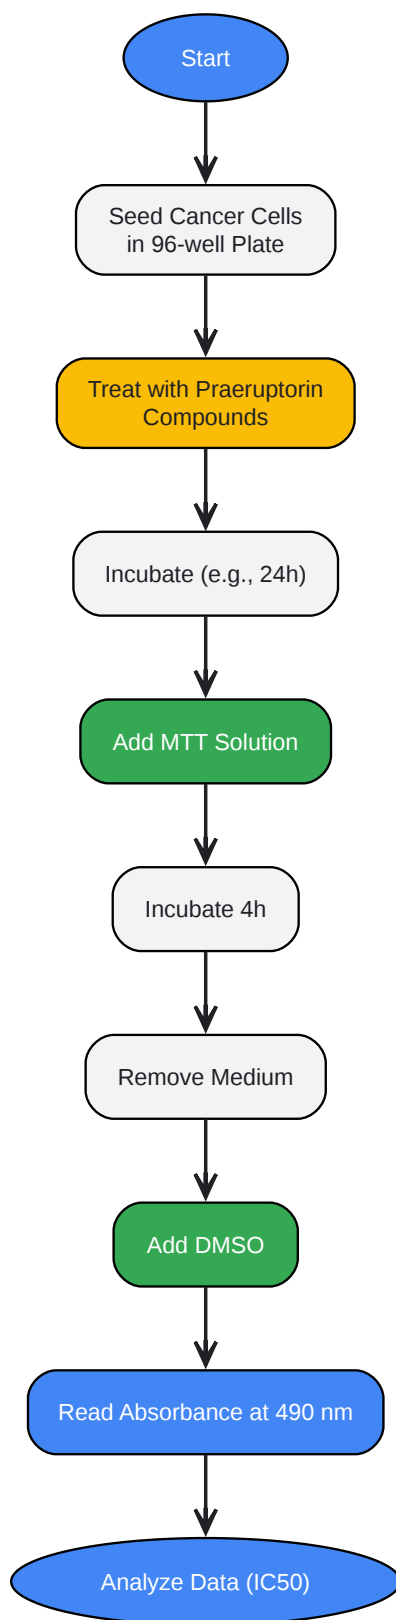 Start
Seed Cancer Cells
in 96-well Plate
Treat with Praeruptorin
Compounds
Incubate (e.g., 24h)
Add MTT Solution
Incubate 4h
Remove Medium
Add DMSO
Read Absorbance at 490 nm
Analyze Data (IC50)